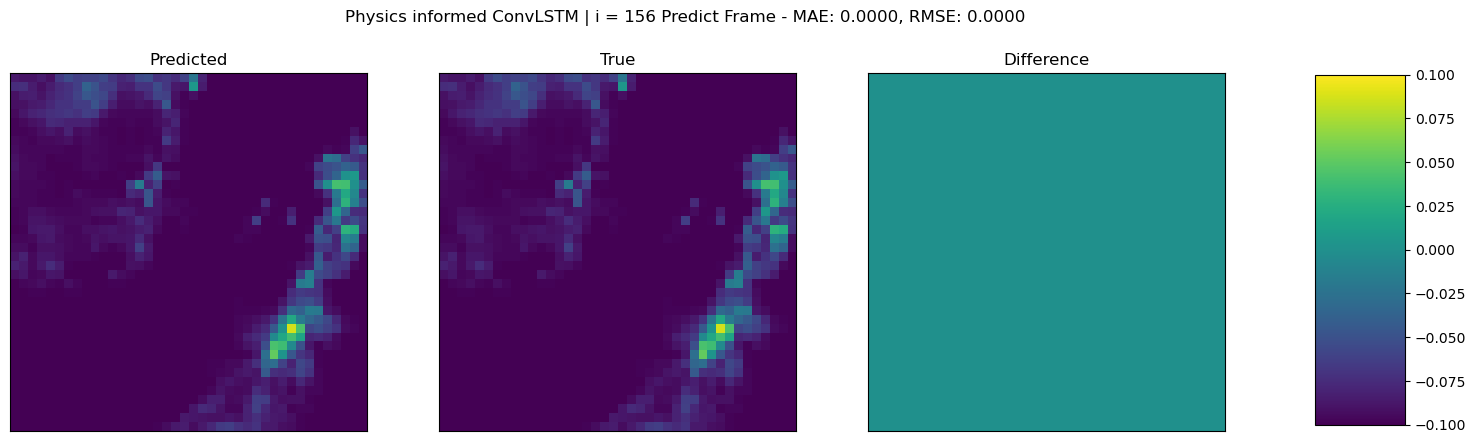 Physics informed ConvLSTM | i = 156 Predict Frame - MAE: 0.0000, RMSE: 0.0000
Predicted
True
Difference
0.100
0.075
0.050
0.025
0.000
−0.025
−0.050
−0.075
−0.100